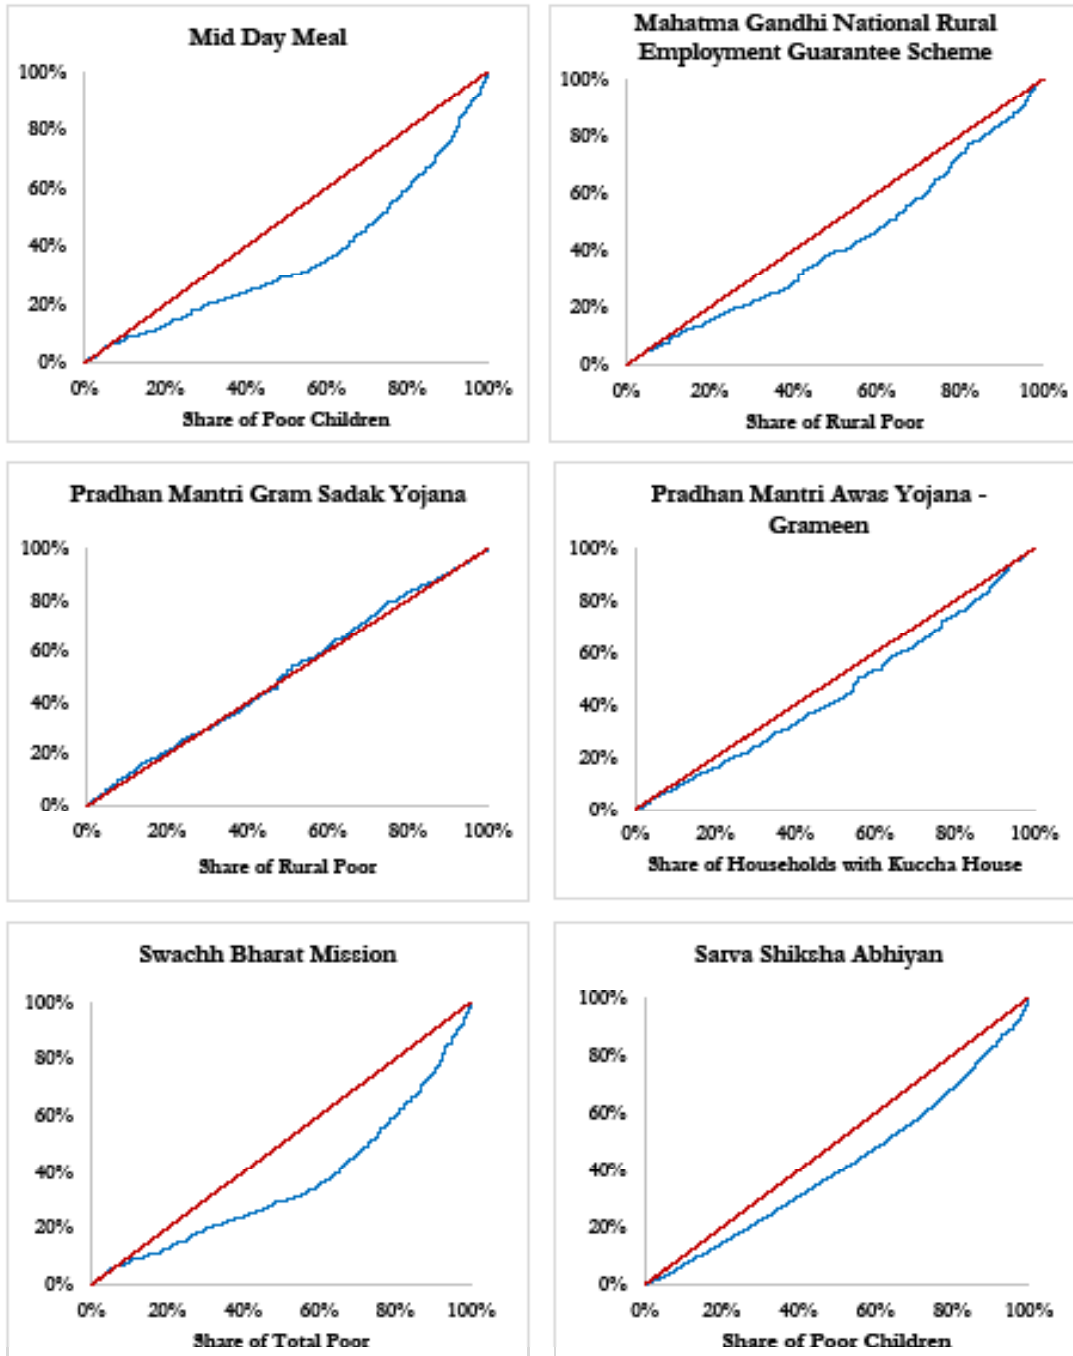 Mid Day Meal
100%
80%
60%
40%
20%
0%
0% 20% 40% 60% 80% 100%
Share of Poor Children
Mahatma Gandhi National Rural
Employment Guarantee Scheme
100%
80%
60%
40%
20%
0%
0% 20% 40% 60% 80% 100%
Share of Rural Poor
Pradhan Mantri Gram Sadak Yojana
100%
80%
60%
40%
20%
0%
0% 20% 40% 60% 80% 100%
Share of Rural Poor
Pradhan Mantri Awas Yojana -
Grameen
100%
80%
60%
40%
20%
0%
0% 20% 40% 60% 80% 100%
Share of Households with Kuccha House
Swachh Bharat Mission
100%
80%
60%
40%
20%
0%
0% 20% 40% 60% 80% 100%
Share of Total Poor
Sarva Shiksha Abhiyan
100%
80%
60%
40%
20%
0%
0% 20% 40% 60% 80% 100%
Share of Poor Children